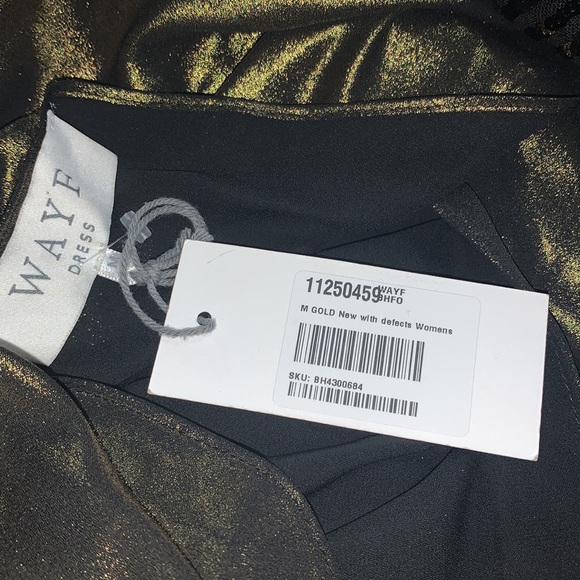 WAYF
DRESS
11250459 WAYF
BHFO
M GOLD New with defects Womens
SKU: BH4300684